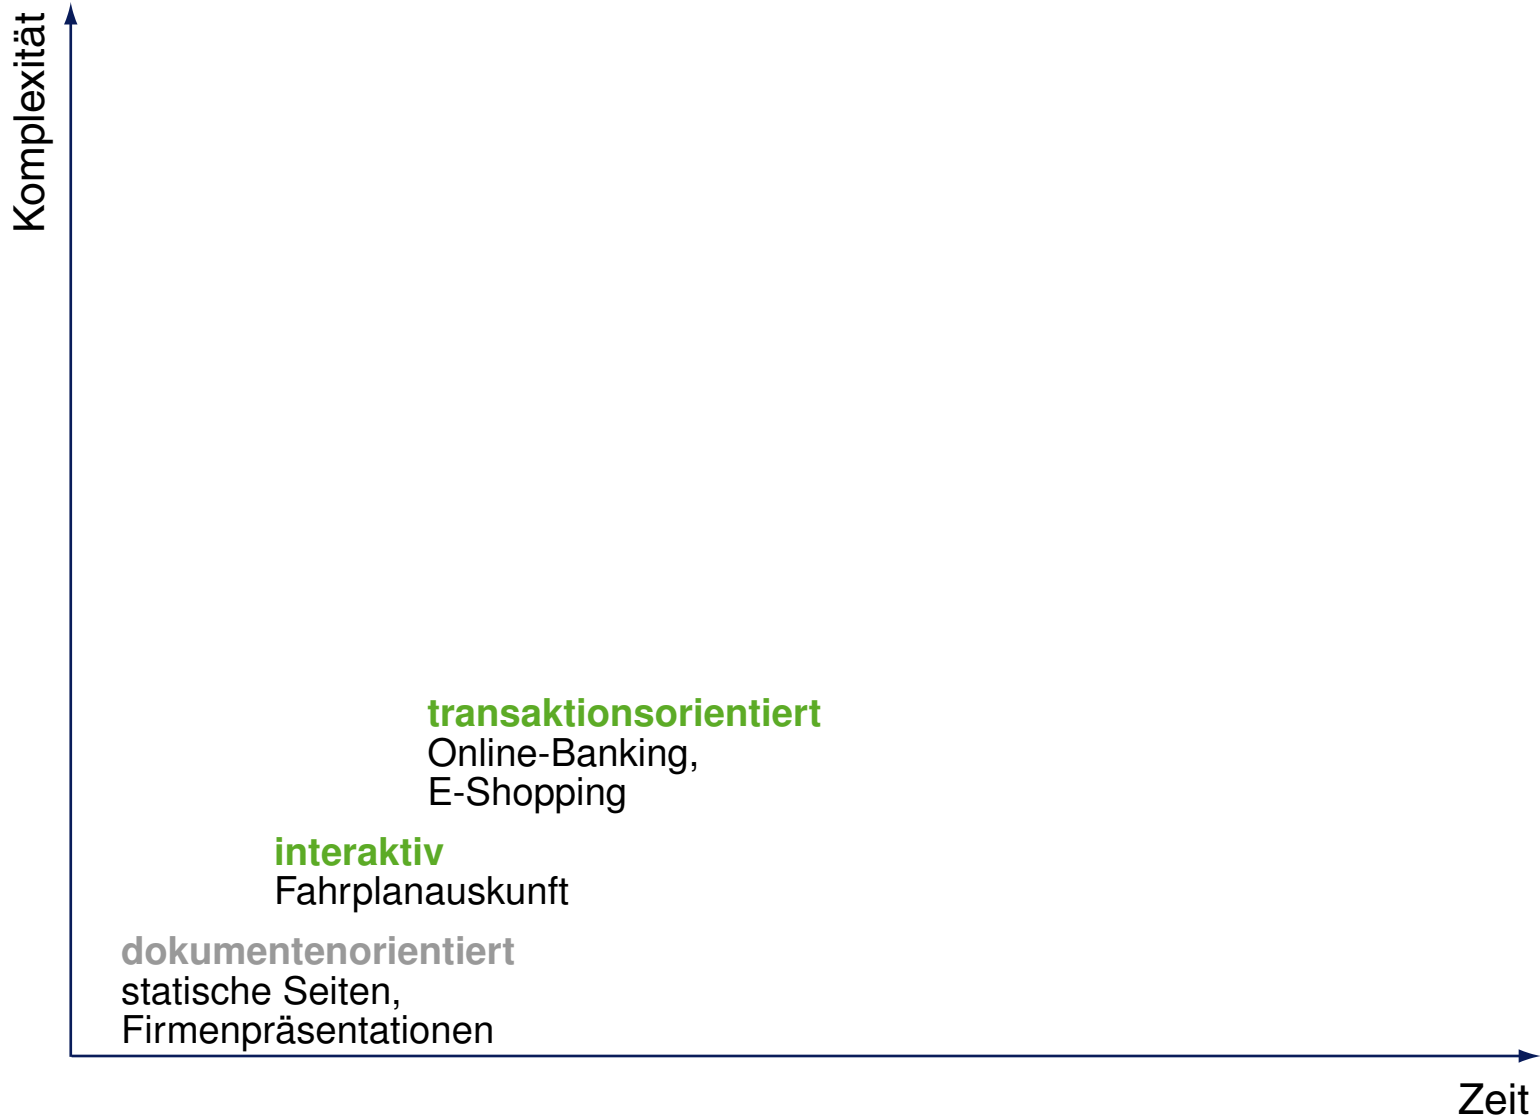 Komplexität
transaktionsorientiert
Online-Banking,
E-Shopping
interaktiv
Fahrplanauskunft
dokumentenorientiert
statische Seiten,
Firmenpräsentationen
Zeit